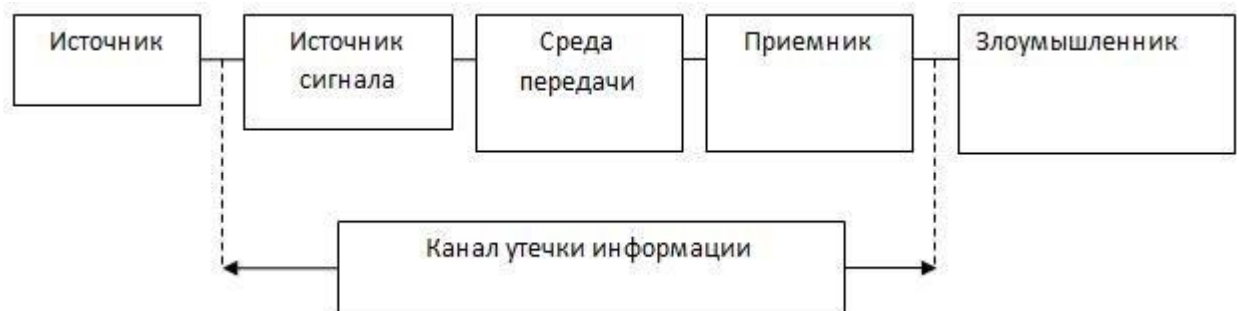 Источник
Источник
сигнала
Среда
передачи
Приемник
Злоумышленник
Канал утечки информации